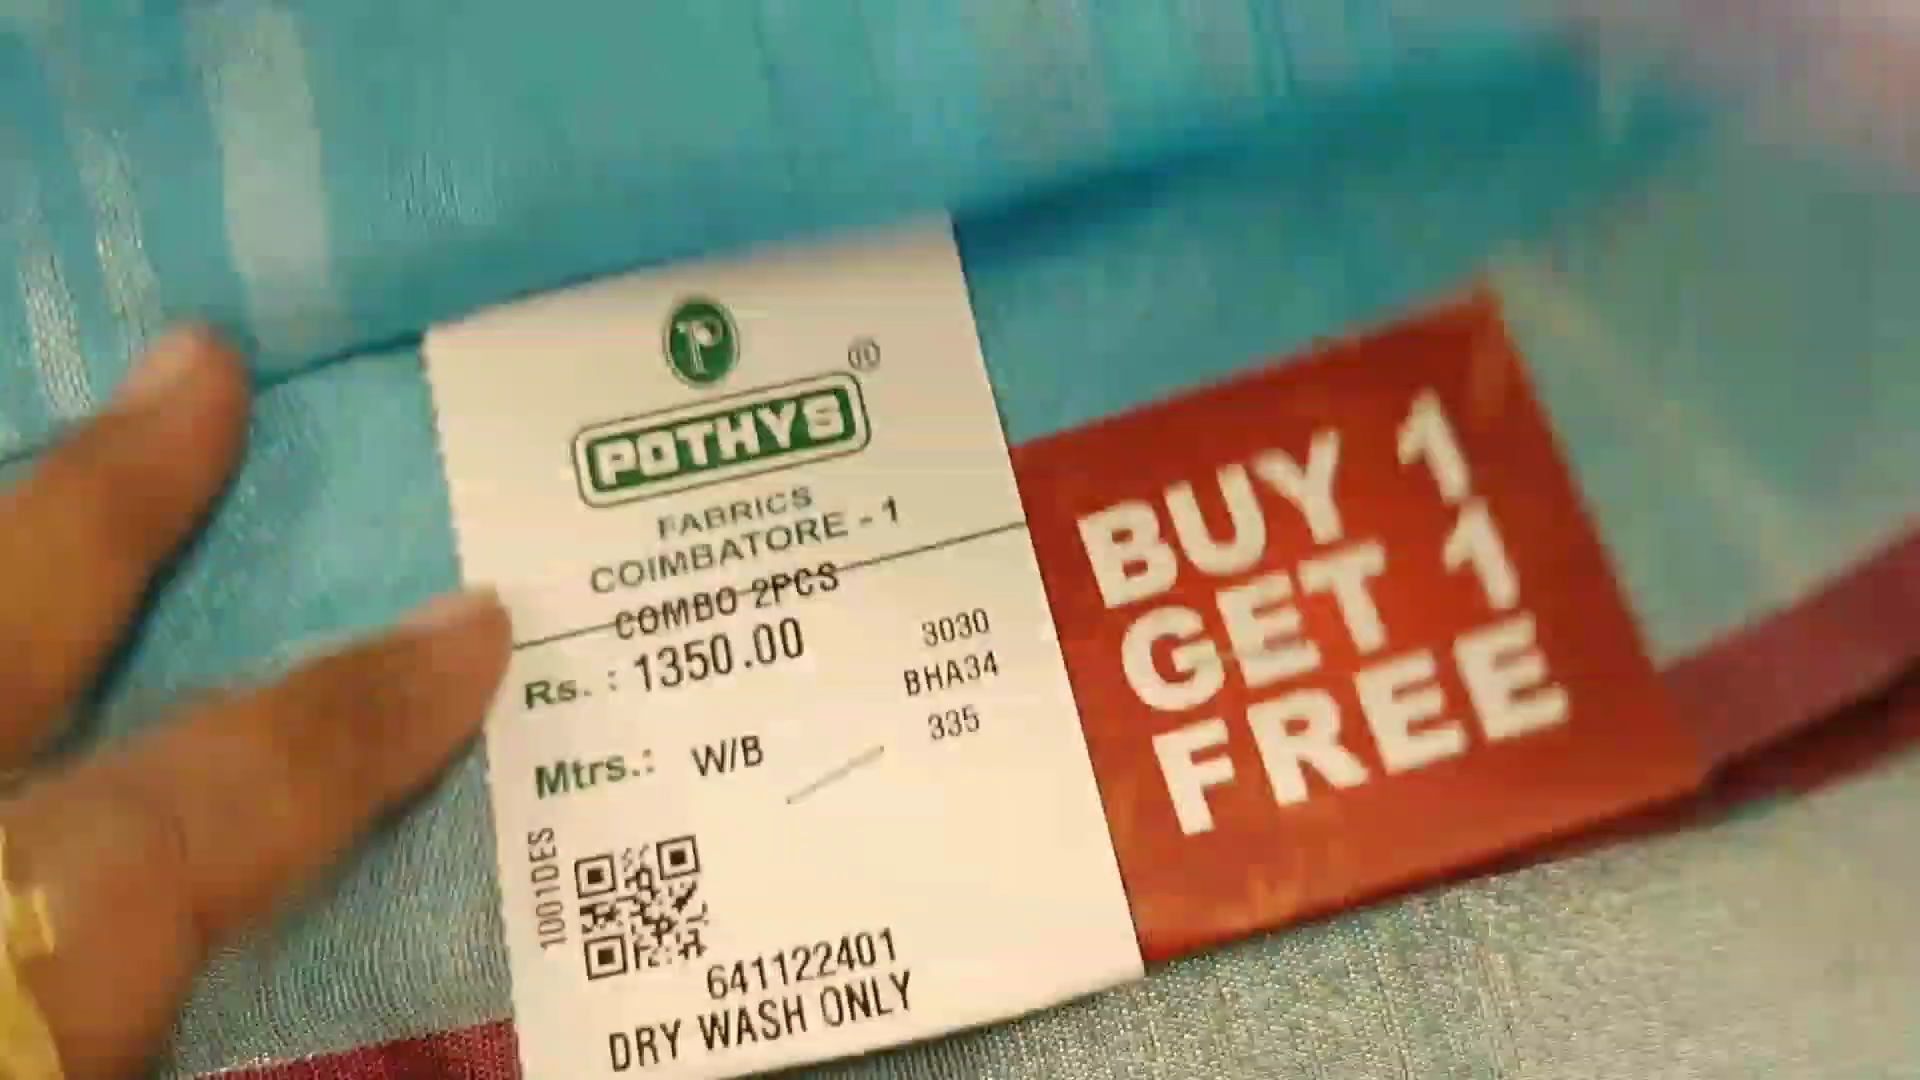 P
POTHYS ®
FABRICS
COIMBATORE - 1
COMBO 2PCS
Rs. : 1350.00
3030
BHA34
335
Mtrs.: W/B
1001DES
641122401
DRY WASH ONLY
BUY 1
GET 1
FREE